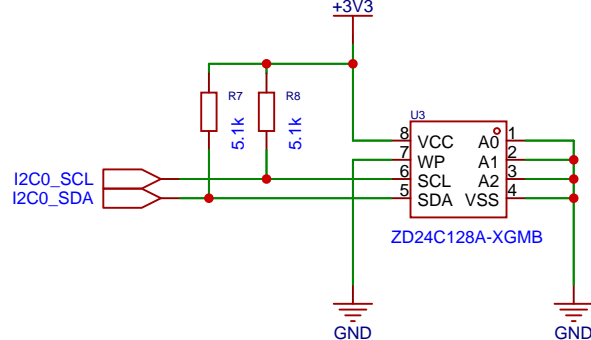 +3V3
R7
5.1k
R8
5.1k
U3
I2C0_SCL
I2C0_SDA
8 VCC A0 1
7 WP A1 2
6 SCL A2 3
5 SDA VSS 4
ZD24C128A-XGMB
GND
GND